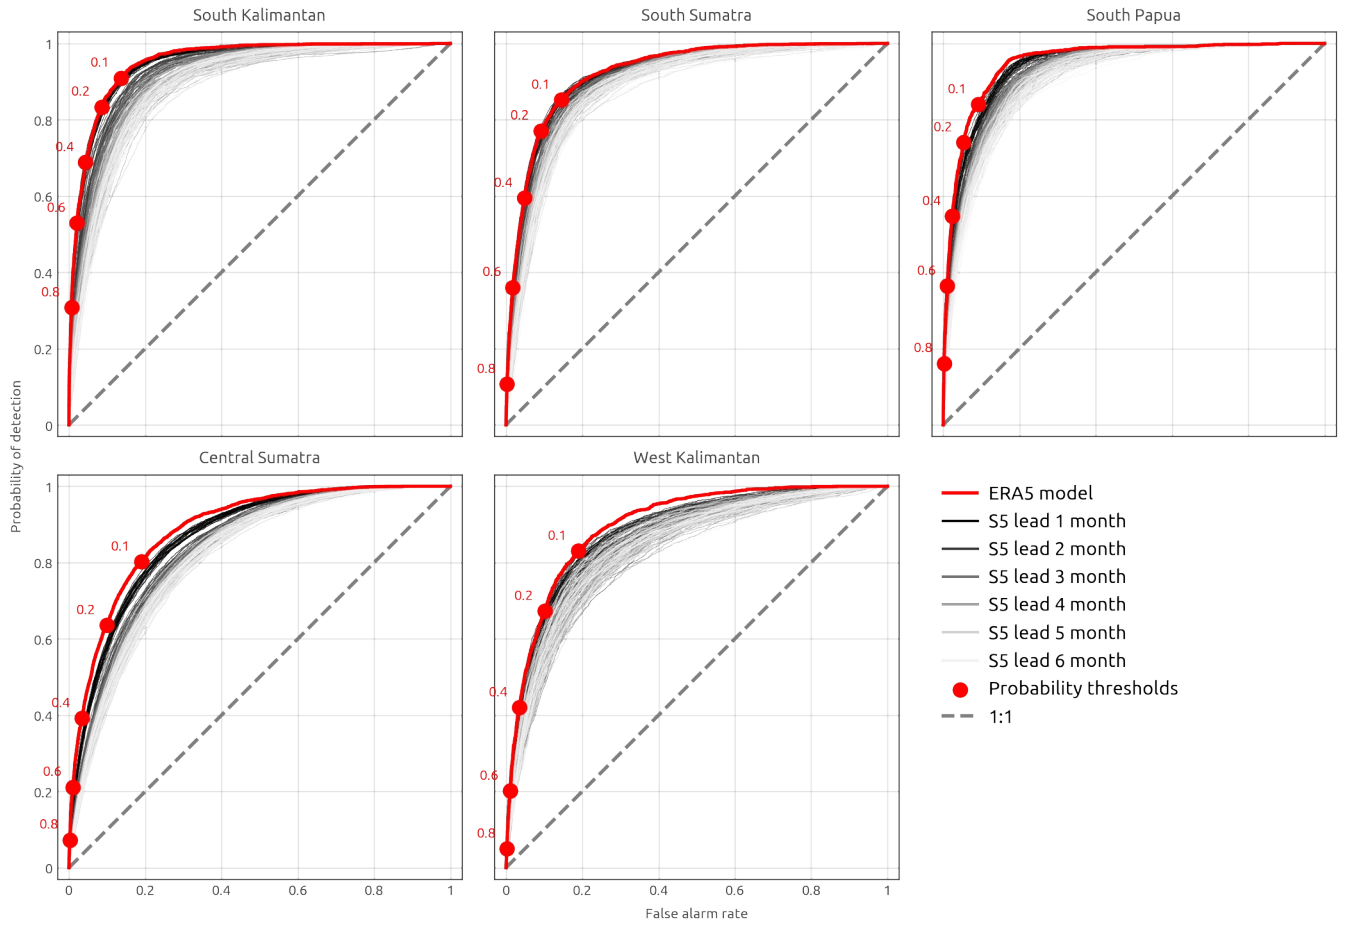 South Kalimantan
South Sumatra
South Papua
1
0.8
0.6
0.4
0.2
0
0.1
0.2
0.4
0.6
0.8
0.1
0.2
0.4
0.6
0.8
0.1
0.2
0.4
0.6
0.8
Probability of detection
Central Sumatra
West Kalimantan
1
0.8
0.6
0.4
0.2
0
0.1
0.2
0.4
0.6
0.8
0.1
0.2
0.4
0.6
0.8
0 0.2 0.4 0.6 0.8 1
0 0.2 0.4 0.6 0.8 1
False alarm rate
ERA5 model
S5 lead 1 month
S5 lead 2 month
S5 lead 3 month
S5 lead 4 month
S5 lead 5 month
S5 lead 6 month
Probability thresholds
1:1